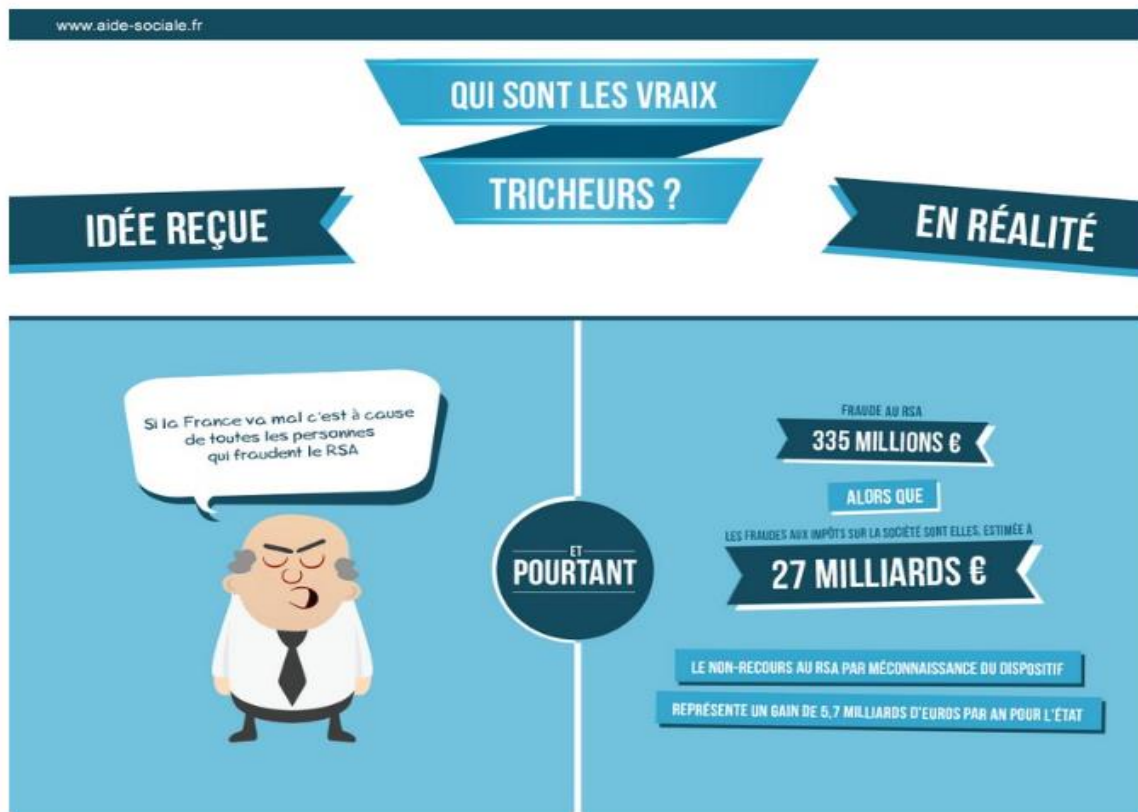 www.aide-sociale.fr
QUI SONT LES VRAIX
TRICHEURS ?
IDÉE REÇUE
EN RÉALITÉ
Si la France va mal c'est à cause
de toutes les personnes
qui fraudent le RSA
ET
POURTANT
FRAUDE AU RSA
335 MILLIONS €
ALORS QUE
LES FRAUDES AUX IMPÔTS SUR LA SOCIÉTÉ SONT ELLES, ESTIMÉE À
27 MILLIARDS €
LE NON-RECOURS AU RSA PAR MÉCONNAISSANCE DU DISPOSITIF
REPRÉSENTE UN GAIN DE 5,7 MILLIARDS D'EUROS PAR AN POUR L'ÉTAT